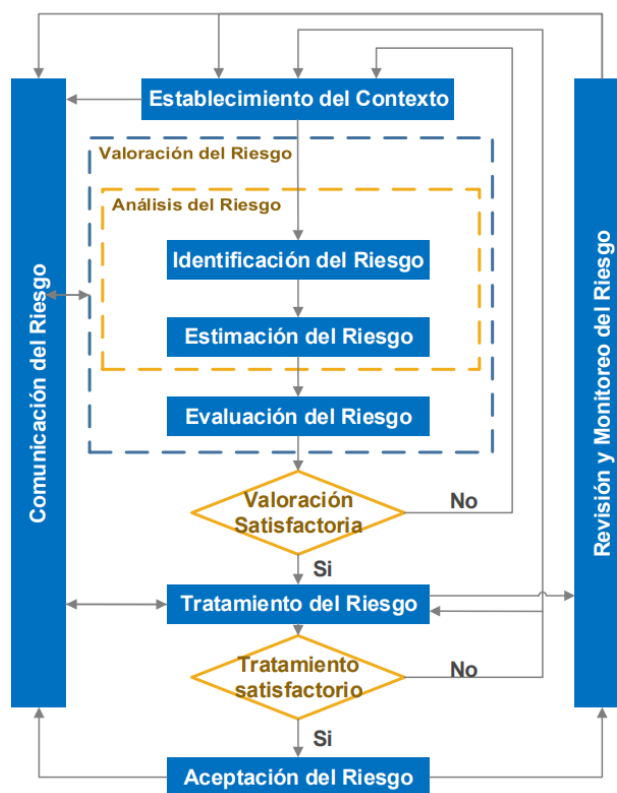 Establecimiento del Contexto
Valoración del Riesgo
Análisis del Riesgo
Identificación del Riesgo
Estimación del Riesgo
Evaluación del Riesgo
Valoración
Satisfactoria
No
Si
Tratamiento del Riesgo
Tratamiento
satisfactorio
No
Si
Aceptación del Riesgo
Comunicación del Riesgo
Revisión y Monitoreo del Riesgo